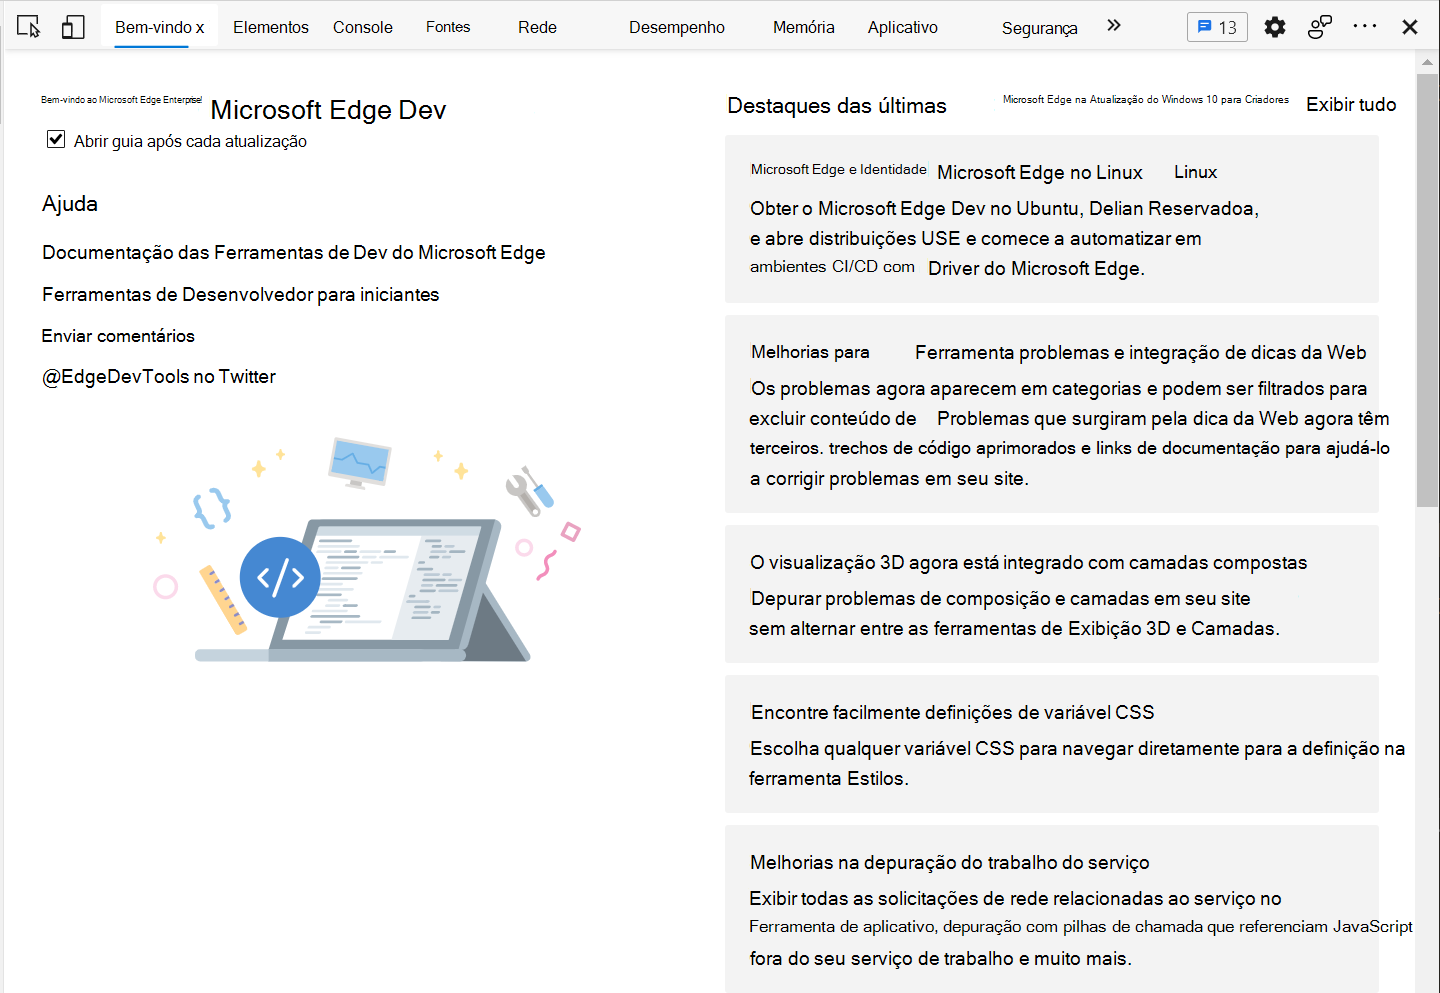 Bem-vindo x Elementos Console Fontes Rede Desempenho Memória Aplicativo Segurança 13
Bem-vindo ao Microsoft Edge Enterprise! Microsoft Edge Dev
Abrir guia após cada atualização
Ajuda
Documentação das Ferramentas de Dev do Microsoft Edge
Ferramentas de Desenvolvedor para iniciantes
Enviar comentários
@EdgeDevTools no Twitter
Destaques das últimas Microsoft Edge na Atualização do Windows 10 para Criadores Exibir tudo
Microsoft Edge e Identidade Microsoft Edge no Linux Linux
Obter o Microsoft Edge Dev no Ubuntu, Delian Reservadoa,
e abre distribuições USE e comece a automatizar em
ambientes CI/CD com Driver do Microsoft Edge.
Melhorias para Ferramenta problemas e integração de dicas da Web
Os problemas agora aparecem em categorias e podem ser filtrados para
excluir conteúdo de Problemas que surgiram pela dica da Web agora têm
terceiros. trechos de código aprimorados e links de documentação para ajudá-lo
a corrigir problemas em seu site.
O visualização 3D agora está integrado com camadas compostas
Depurar problemas de composição e camadas em seu site
sem alternar entre as ferramentas de Exibição 3D e Camadas.
Encontre facilmente definições de variável CSS
Escolha qualquer variável CSS para navegar diretamente para a definição na
ferramenta Estilos.
Melhorias na depuração do trabalho do serviço
Exibir todas as solicitações de rede relacionadas ao serviço no
Ferramenta de aplicativo, depuração com pilhas de chamada que referenciam JavaScript
fora do seu serviço de trabalho e muito mais.